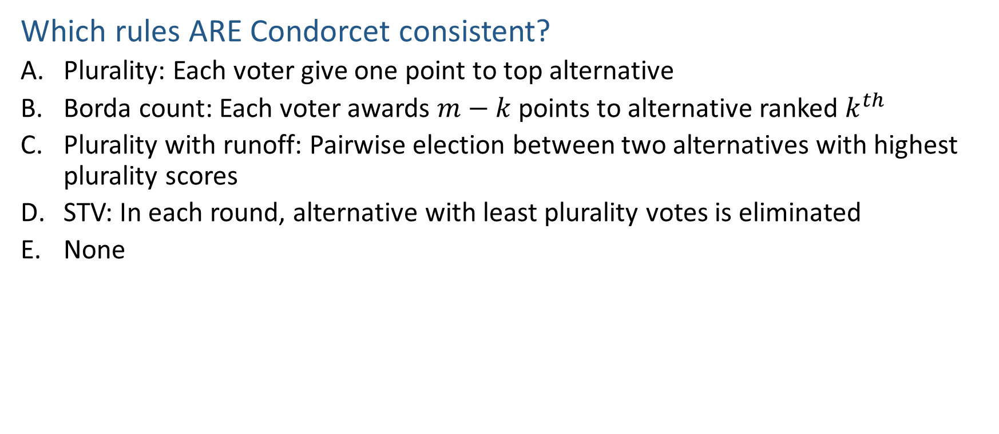 Which rules ARE Condorcet consistent?
A. Plurality: Each voter give one point to top alternative
B. Borda count: Each voter awards m − k points to alternative ranked k^{th}
C. Plurality with runoff: Pairwise election between two alternatives with highest
plurality scores
D. STV: In each round, alternative with least plurality votes is eliminated
E. None